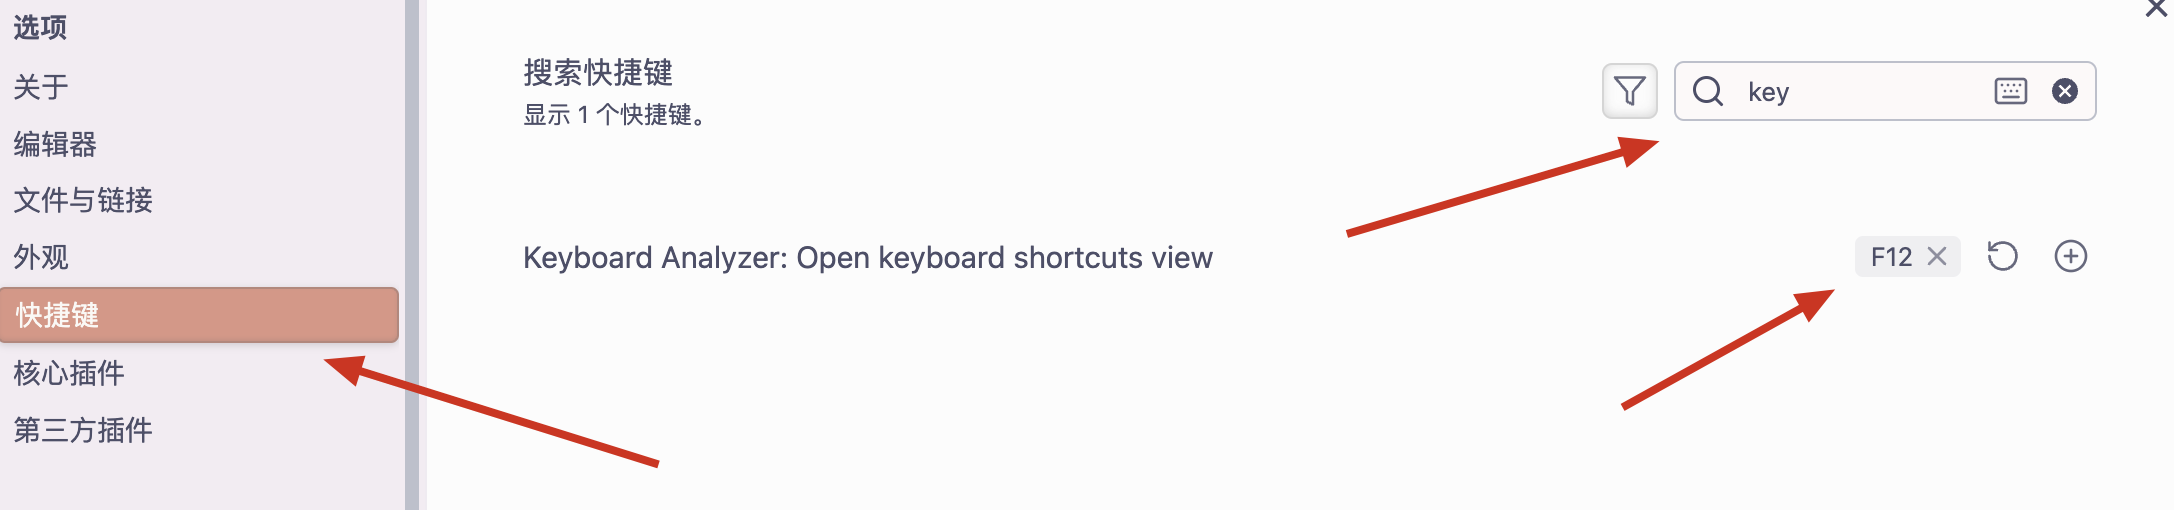 选项
关于
编辑器
文件与链接
外观
快捷键
核心插件
第三方插件
搜索快捷键
显示 1 个快捷键。
key
Keyboard Analyzer: Open keyboard shortcuts view
F12